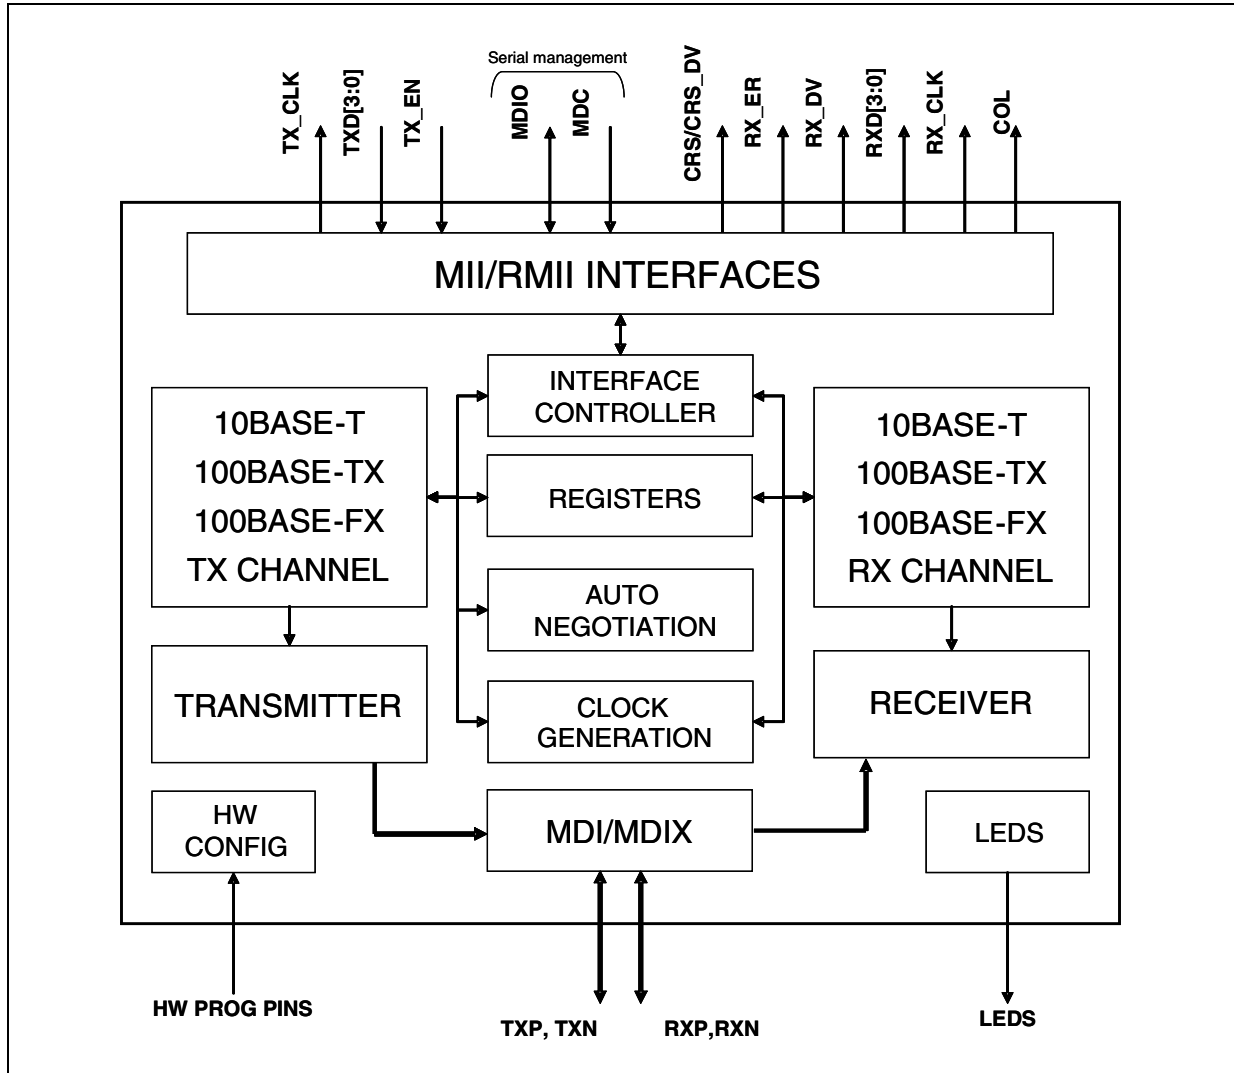 Serial management
TX_CLK
TXD[3:0]
TX_EN
MDIO
MDC
CRS/CRS_DV
RX_ER
RX_DV
RXD[3:0]
RX_CLK
COL
MII/RMII INTERFACES
INTERFACE
CONTROLLER
10BASE-T
100BASE-TX
100BASE-FX
TX CHANNEL
REGISTERS
10BASE-T
100BASE-TX
100BASE-FX
RX CHANNEL
AUTO
NEGOTIATION
TRANSMITTER
CLOCK
GENERATION
RECEIVER
HW
CONFIG
MDI/MDIX
LEDS
HW PROG PINS
TXP, TXN
RXP,RXN
LEDS